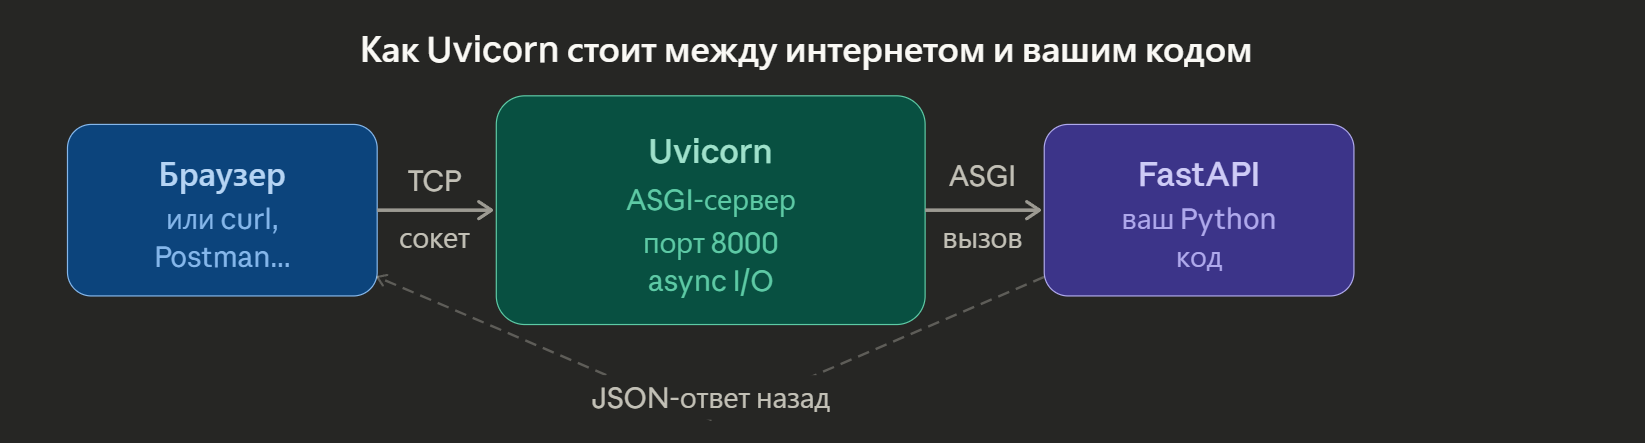 Как Uvicorn стоит между интернетом и вашим кодом
Браузер
или curl,
Postman...
TCP
сокет
Uvicorn
ASGI-сервер
порт 8000
async I/O
ASGI
вызов
FastAPI
ваш Python
код
JSON-ответ назад